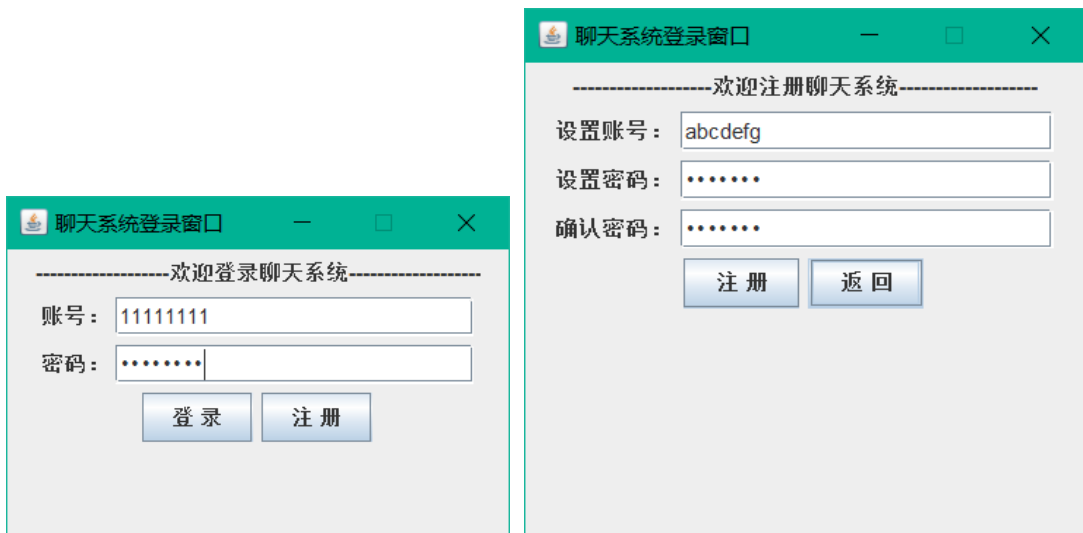 聊天系统登录窗口
-------------------欢迎登录聊天系统-------------------
账号: 11111111
密码: ••••••••
登 录 注 册
聊天系统登录窗口
-------------------欢迎注册聊天系统-------------------
设置账号: abcdefg
设置密码: •••••••
确认密码: •••••••
注 册 返 回